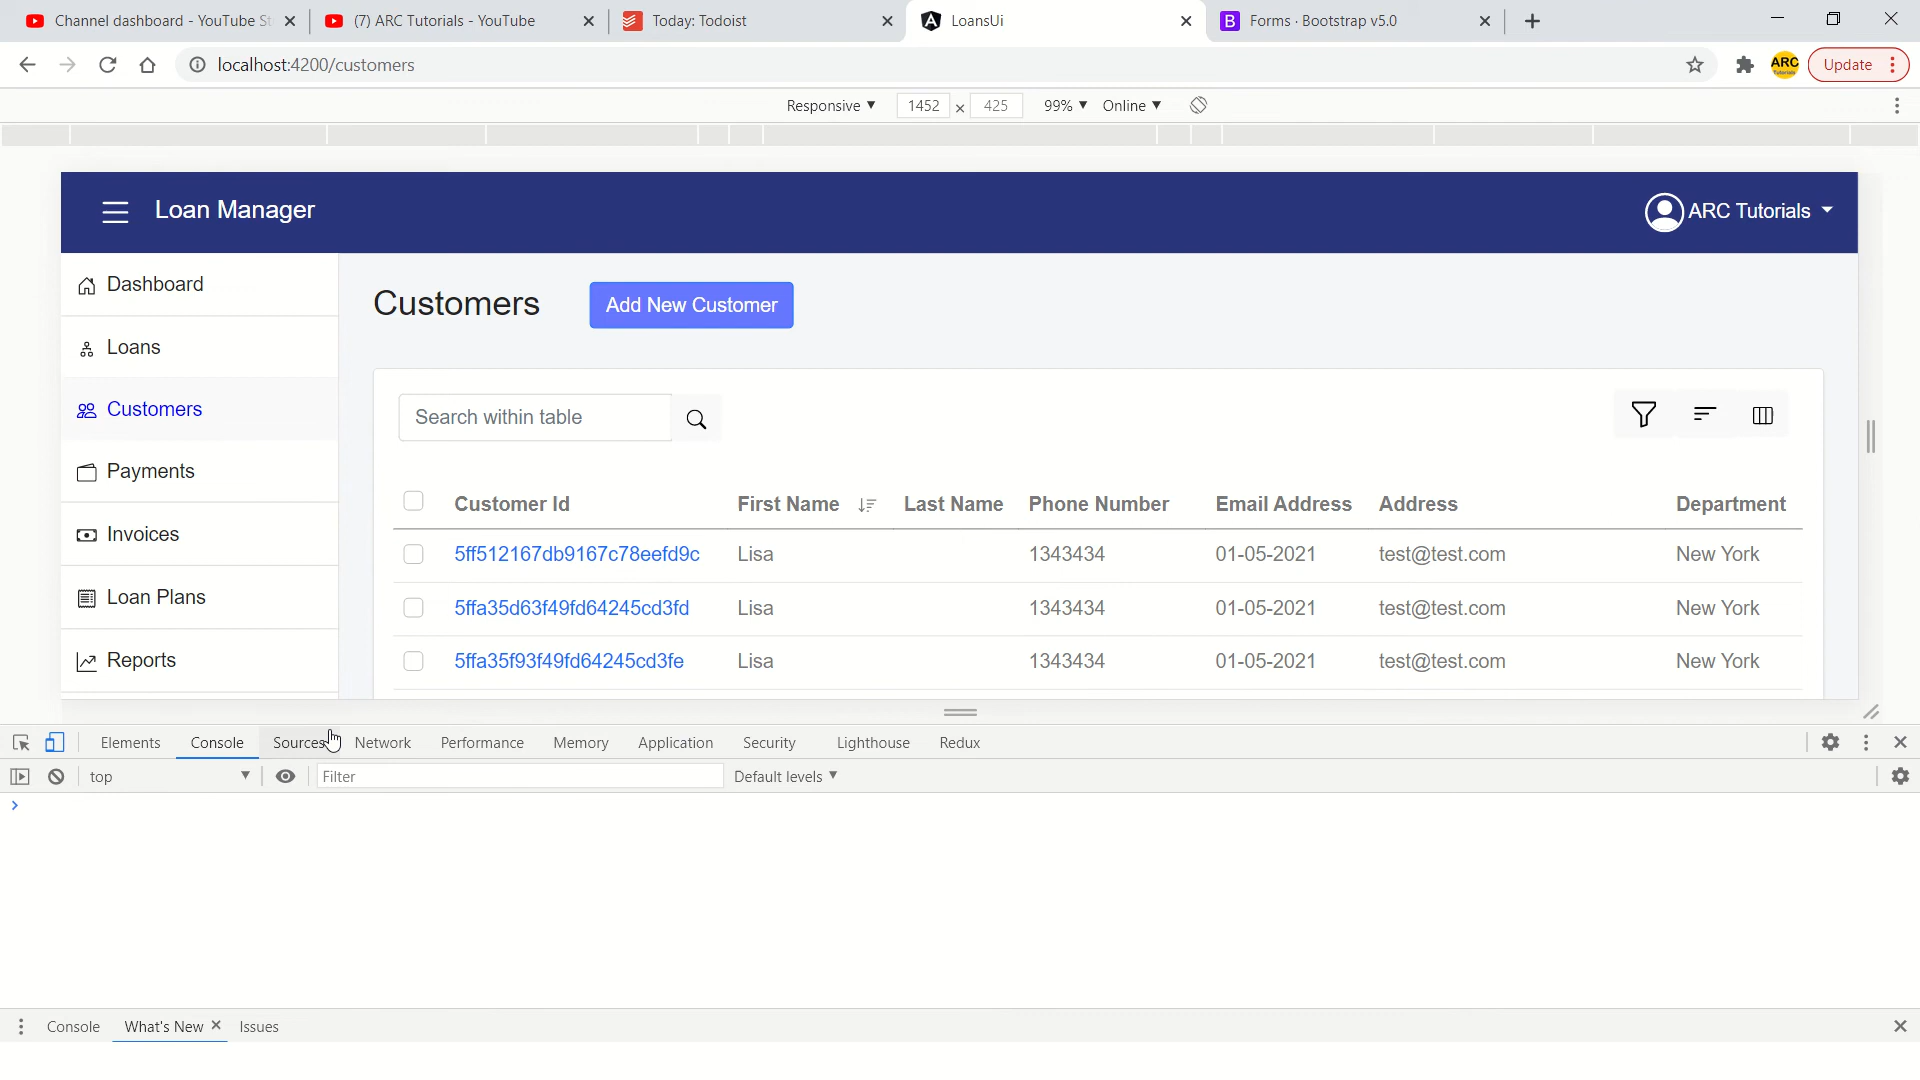 Channel dashboard - YouTube St
(7) ARC Tutorials - YouTube
Today: Todoist
LoansUi
B Forms · Bootstrap v5.0
localhost:4200/customers
ARC Tutorials
Update
Responsive 1452 x 425 99% Online
Loan Manager
ARC Tutorials
Dashboard
Loans
Customers
Payments
Invoices
Loan Plans
Reports
Customers
Add New Customer
Search within table
Customer Id First Name Last Name Phone Number Email Address Address Department
5ff512167db9167c78eefd9c Lisa 1343434 01-05-2021 test@test.com New York
5ffa35d63f49fd64245cd3fd Lisa 1343434 01-05-2021 test@test.com New York
5ffa35f93f49fd64245cd3fe Lisa 1343434 01-05-2021 test@test.com New York
Elements Console Sources Network Performance Memory Application Security Lighthouse Redux
top Filter Default levels
Console What's New Issues